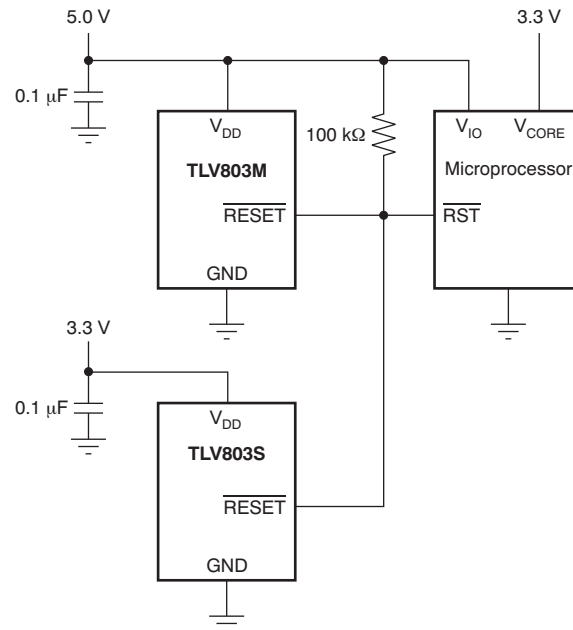 5.0 V
3.3 V
0.1 μF
V_DD
100 kΩ
V_IO
V_CORE
TLV803M
Microprocessor
RESET
RST
GND
3.3 V
0.1 μF
V_DD
TLV803S
RESET
GND